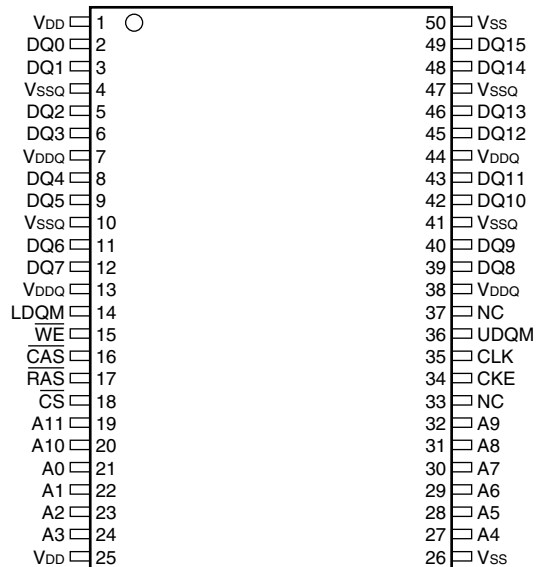 VDD 1 50 VSS
DQ0 2 49 DQ15
DQ1 3 48 DQ14
VSSQ 4 47 VSSQ
DQ2 5 46 DQ13
DQ3 6 45 DQ12
VDDQ 7 44 VDDQ
DQ4 8 43 DQ11
DQ5 9 42 DQ10
VSSQ 10 41 VSSQ
DQ6 11 40 DQ9
DQ7 12 39 DQ8
VDDQ 13 38 VDDQ
LDQM 14 37 NC
W̅E̅ 15 36 UDQM
C̅A̅S̅ 16 35 CLK
R̅A̅S̅ 17 34 CKE
C̅S̅ 18 33 NC
A11 19 32 A9
A10 20 31 A8
A0 21 30 A7
A1 22 29 A6
A2 23 28 A5
A3 24 27 A4
VDD 25 26 VSS